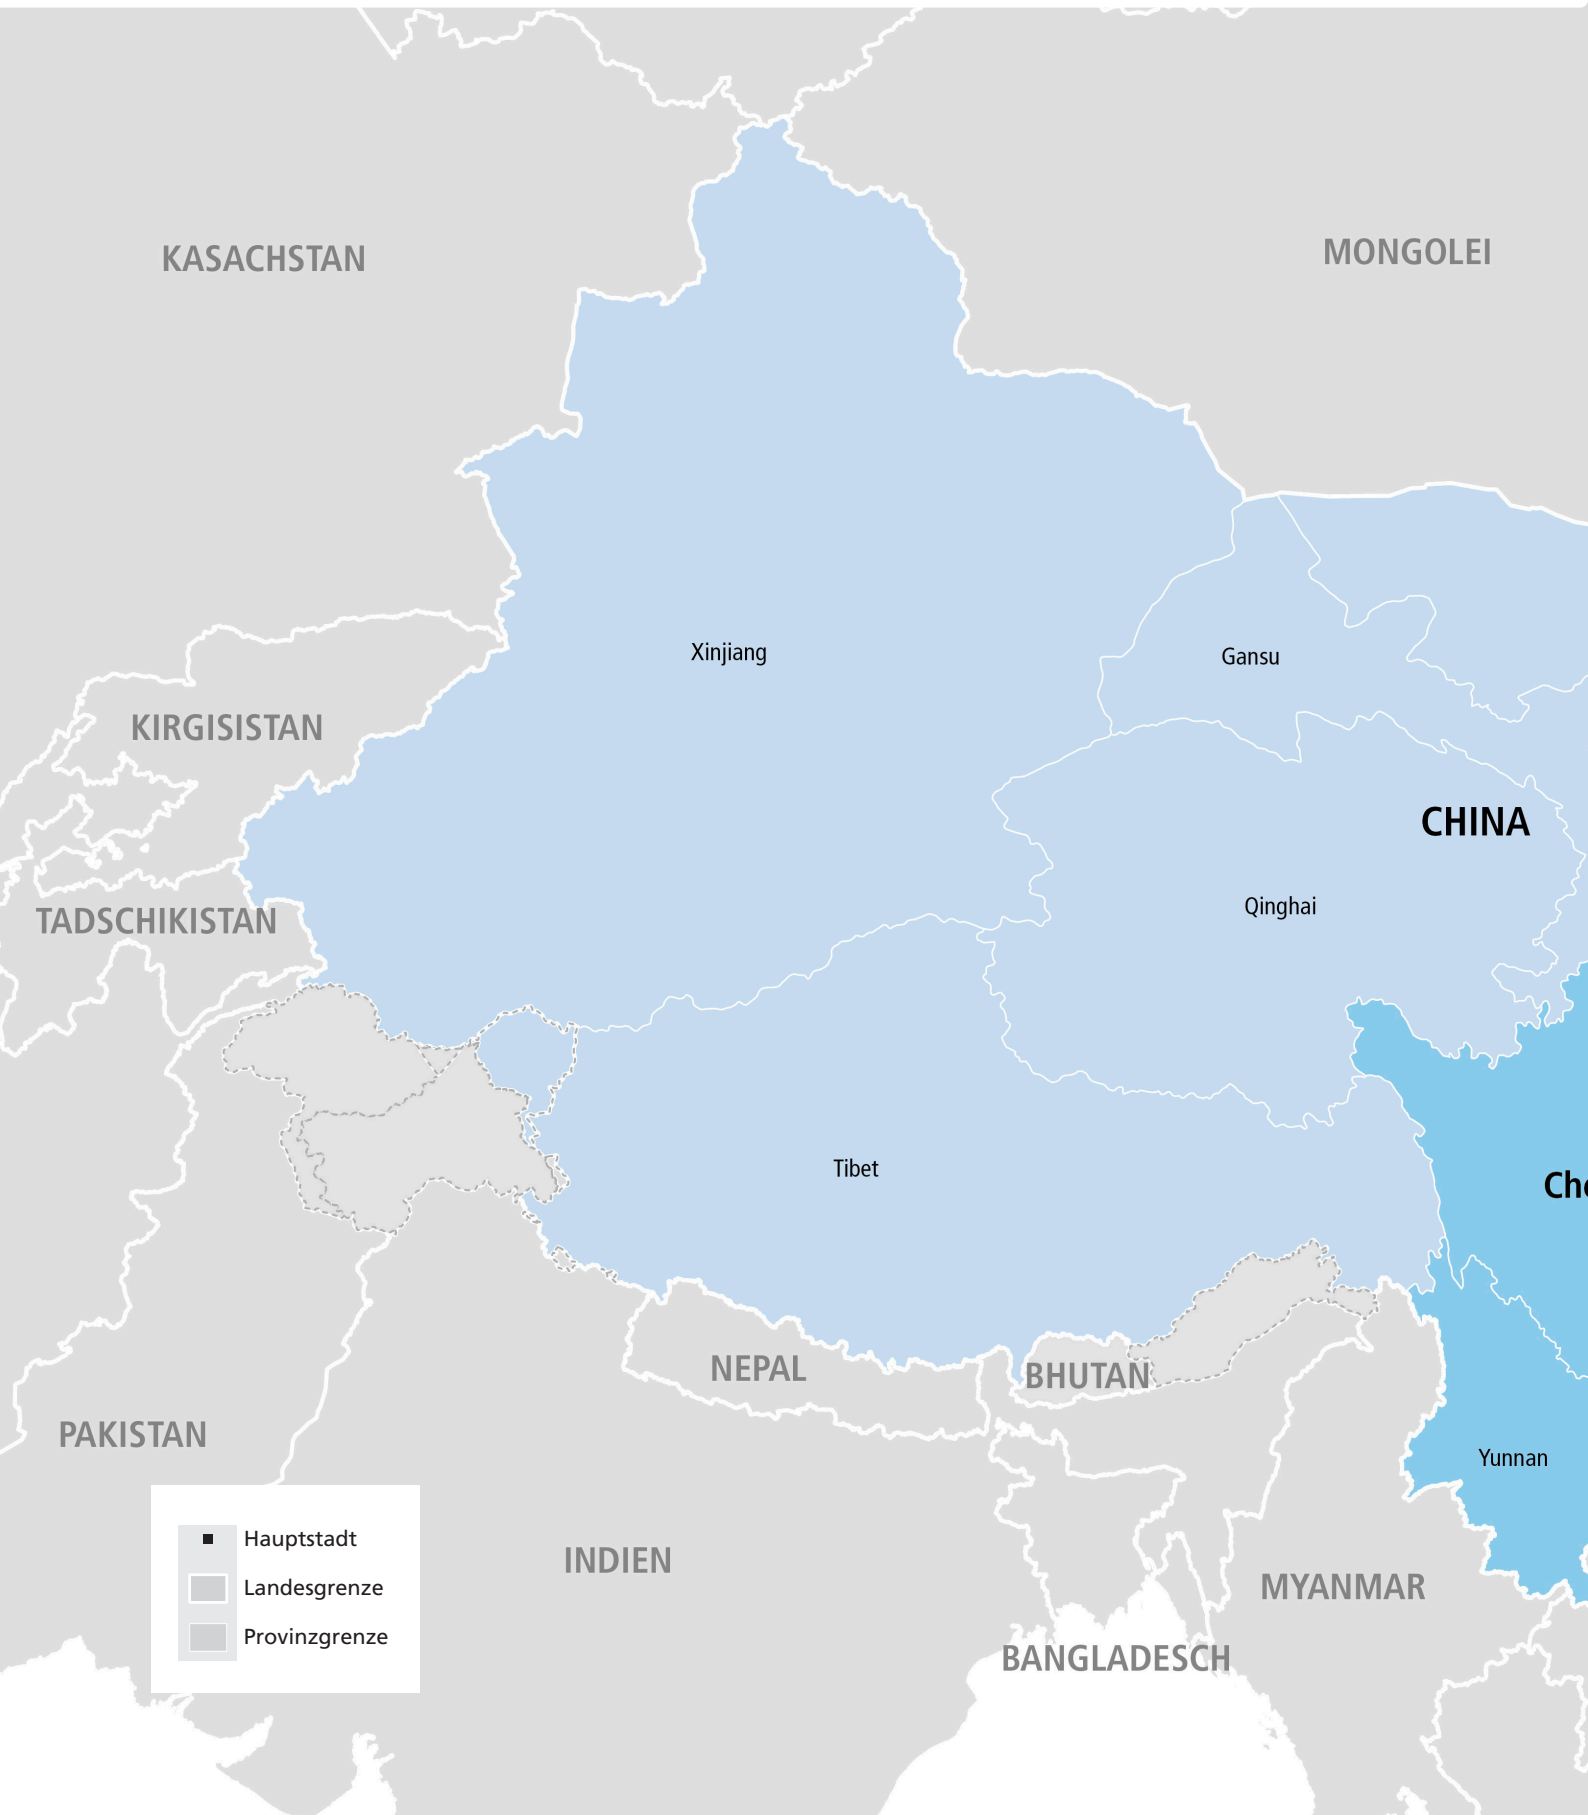 MONGOLEI
KASACHSTAN
Xinjiang
Gansu
KIRGISISTAN
CHINA
Qinghai
TADSCHIKISTAN
Tibet
NEPAL
BHUTAN
PAKISTAN
Yunnan
Hauptstadt
INDIEN
Landesgrenze
MYANMAR
Provinzgrenze
BANGLADESCH